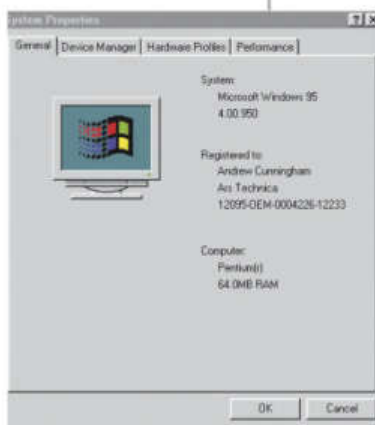 System Properties
General
Device Manager
Hardware Profiles
Performance
System:
Microsoft Windows 95
4.00.950
Registered to:
Andrew Cunningham
Ars Technica
12095-OEM-0004226-12233
Computer:
Pentium(r)
64.0MB RAM
OK
Cancel